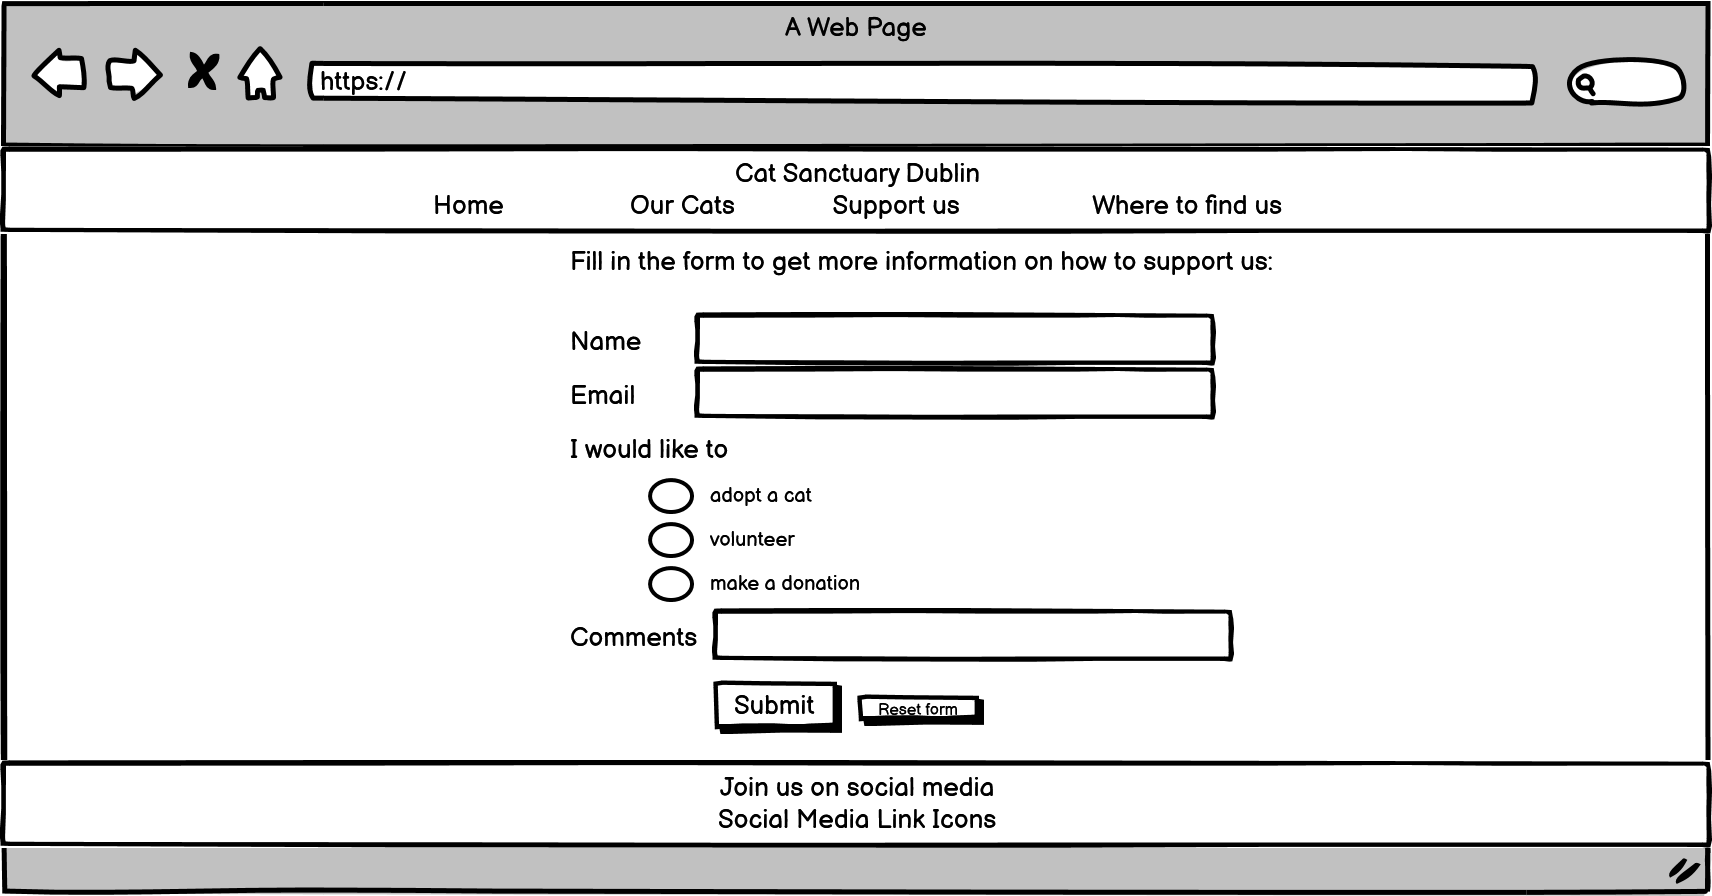 A Web Page
https://
Cat Sanctuary Dublin
Home Our Cats Support us Where to find us
Fill in the form to get more information on how to support us:
Name
Email
I would like to
adopt a cat
volunteer
make a donation
Comments
Submit Reset form
Join us on social media
Social Media Link Icons